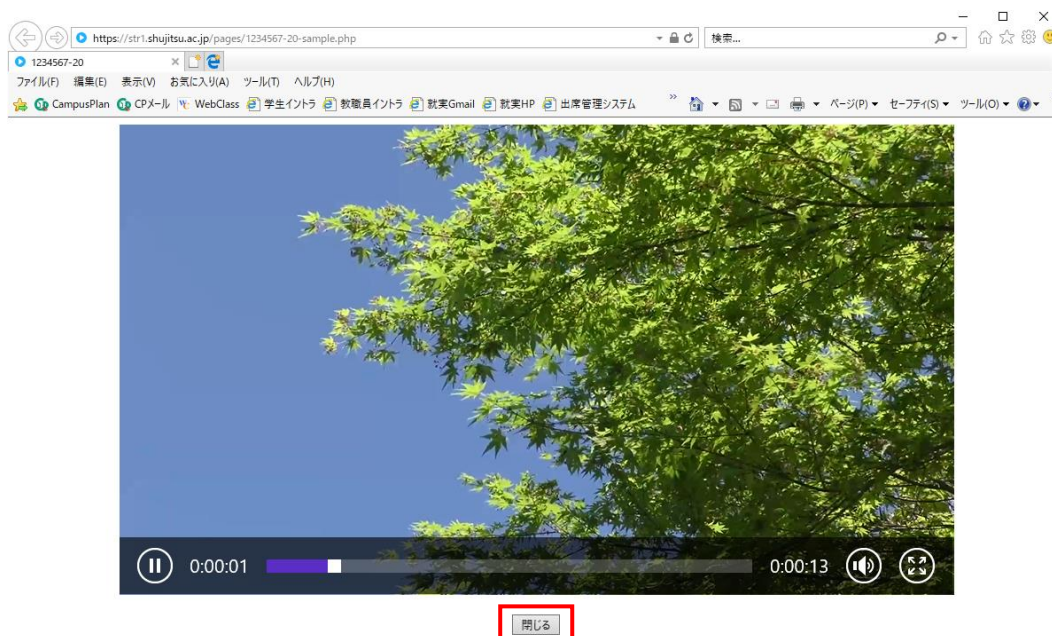 https://str1.shujitsu.ac.jp/pages/1234567-20-sample.php
検索...
1234567-20
ファイル(F) 編集(E) 表示(V) お気に入り(A) ツール(T) ヘルプ(H)
CampusPlan CPXメール WebClass 学生イントラ 教職員イントラ 就実Gmail 就実HP 出席管理システム » ページ(P) セーフティ(S) ツール(O)
0:00:01 0:00:13
閉じる